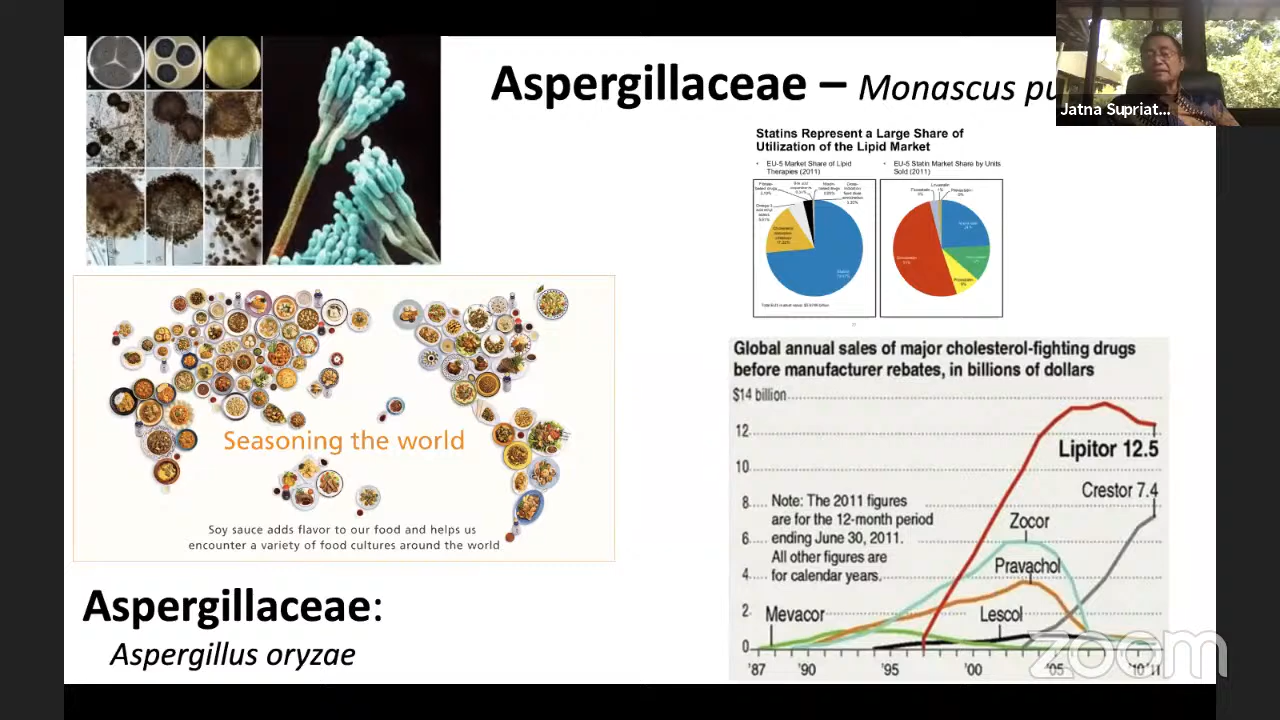 Aspergillaceae – Monascus pu
Jatna Supriat...
Statins Represent a Large Share of
Utilization of the Lipid Market
• EU-5 Market Share of Lipid
Therapies (2011)
• EU-5 Statin Market Share by Units
Sold (2011)
Seasoning the world
Soy sauce adds flavor to our food and helps us
encounter a variety of food cultures around the world
Aspergillaceae:
Aspergillus oryzae
Global annual sales of major cholesterol-fighting drugs
before manufacturer rebates, in billions of dollars
$14 billion
12
Lipitor 12.5
10
Crestor 7.4
8
Note: The 2011 figures
are for the 12-month period
ending June 30, 2011.
All other figures are
for calendar years.
Zocor
6
Pravachol
4
2
Mevacor
Lescol
0
'87 '90 '95 '00 '05 '10 '11
zoom